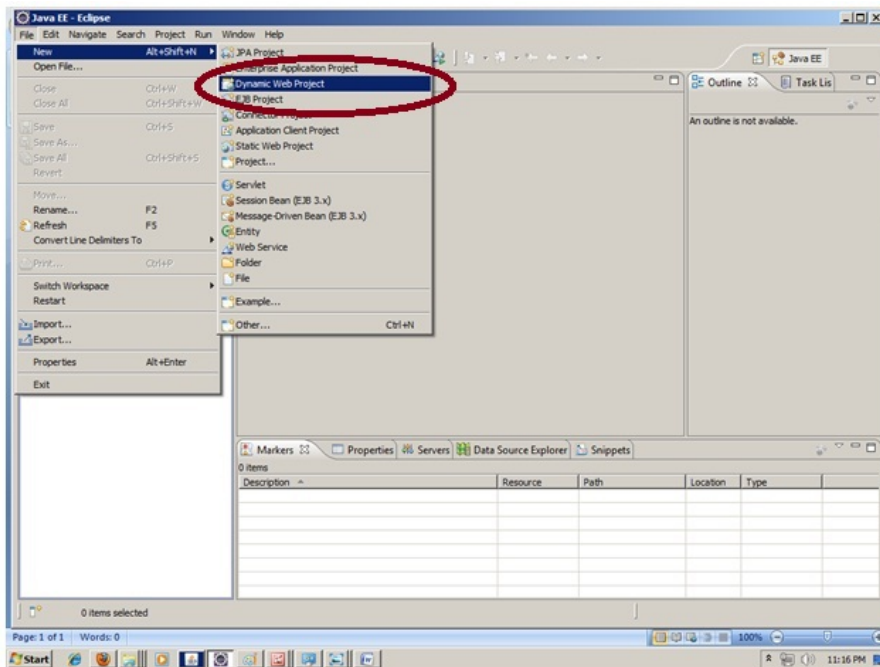 Java EE - Eclipse
File Edit Navigate Search Project Run Window Help
New Alt+Shift+N
Open File...
Close Ctrl+W
Close All Ctrl+Shift+W
Save Ctrl+S
Save As...
Save All Ctrl+Shift+S
Revert
Move...
Rename... F2
Refresh F5
Convert Line Delimiters To
Print... Ctrl+P
Switch Workspace
Restart
Import...
Export...
Properties Alt+Enter
Exit
JPA Project
Enterprise Application Project
Dynamic Web Project
EJB Project
Connector Project
Application Client Project
Static Web Project
Project...
Servlet
Session Bean (EJB 3.x)
Message-Driven Bean (EJB 3.x)
Entity
Web Service
Folder
File
Example...
Other... Ctrl+N
Java EE
Outline Task Lis
An outline is not available.
Markers Properties Servers Data Source Explorer Snippets
0 items
Description Resource Path Location Type
0 items selected
Page: 1 of 1 Words: 0 100%
Start 11:16 PM